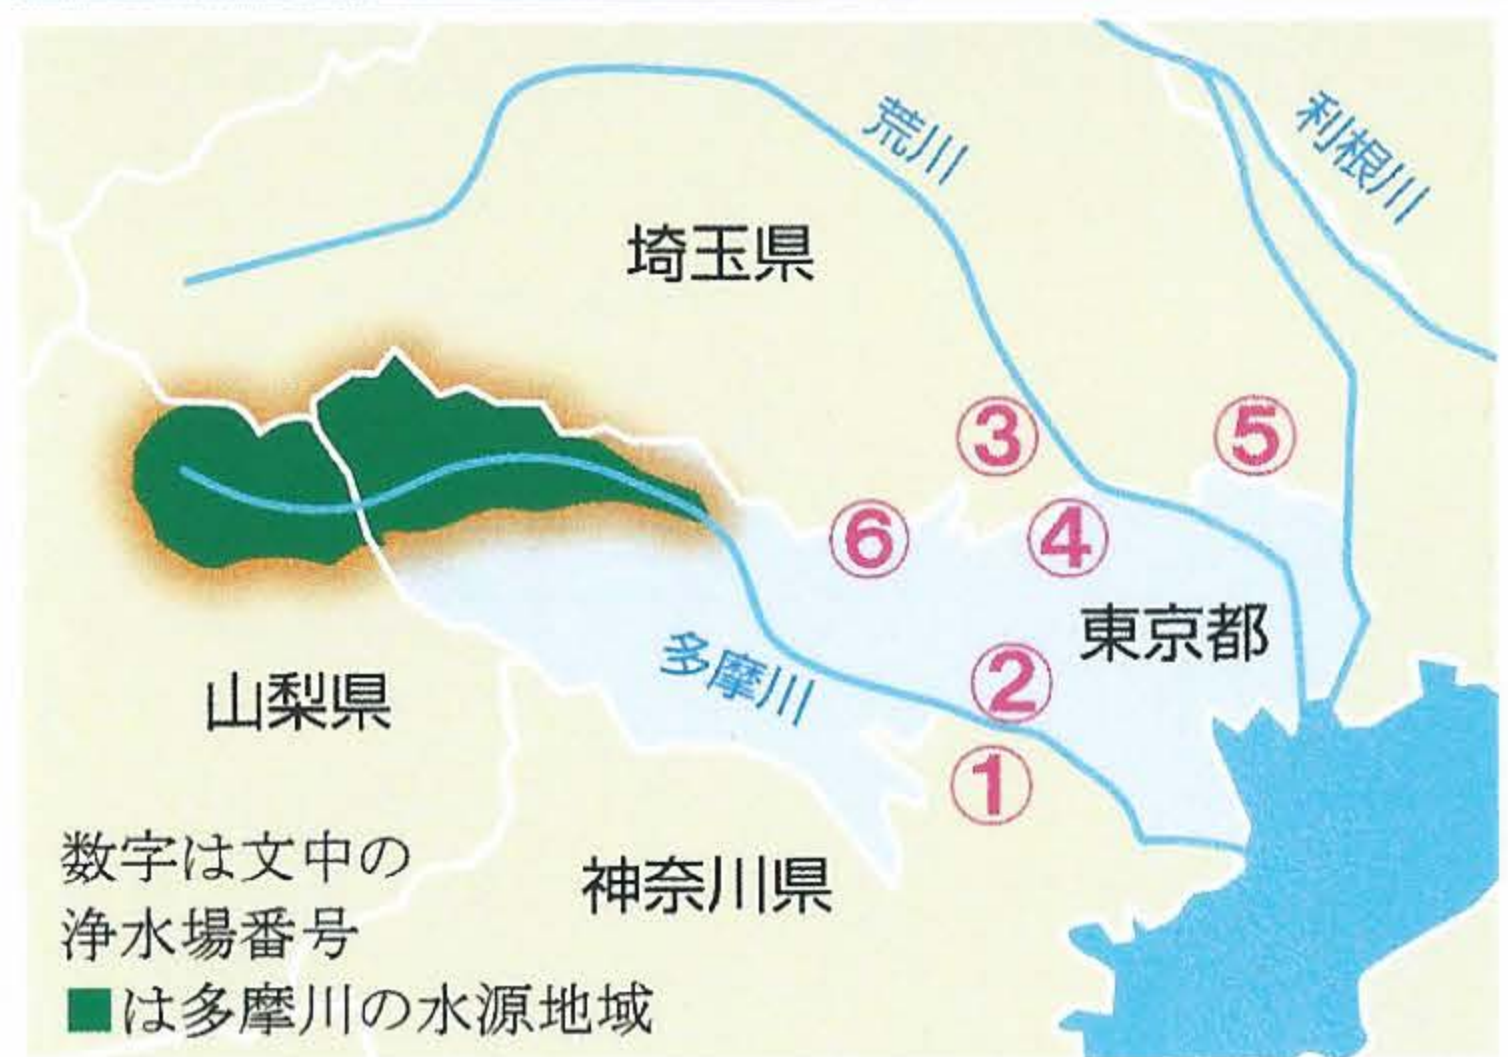 荒川
利根川
埼玉県
③
⑤
⑥
④
東京都
多摩川
②
山梨県
①
神奈川県
数字は文中の
浄水場番号
■は多摩川の水源地域